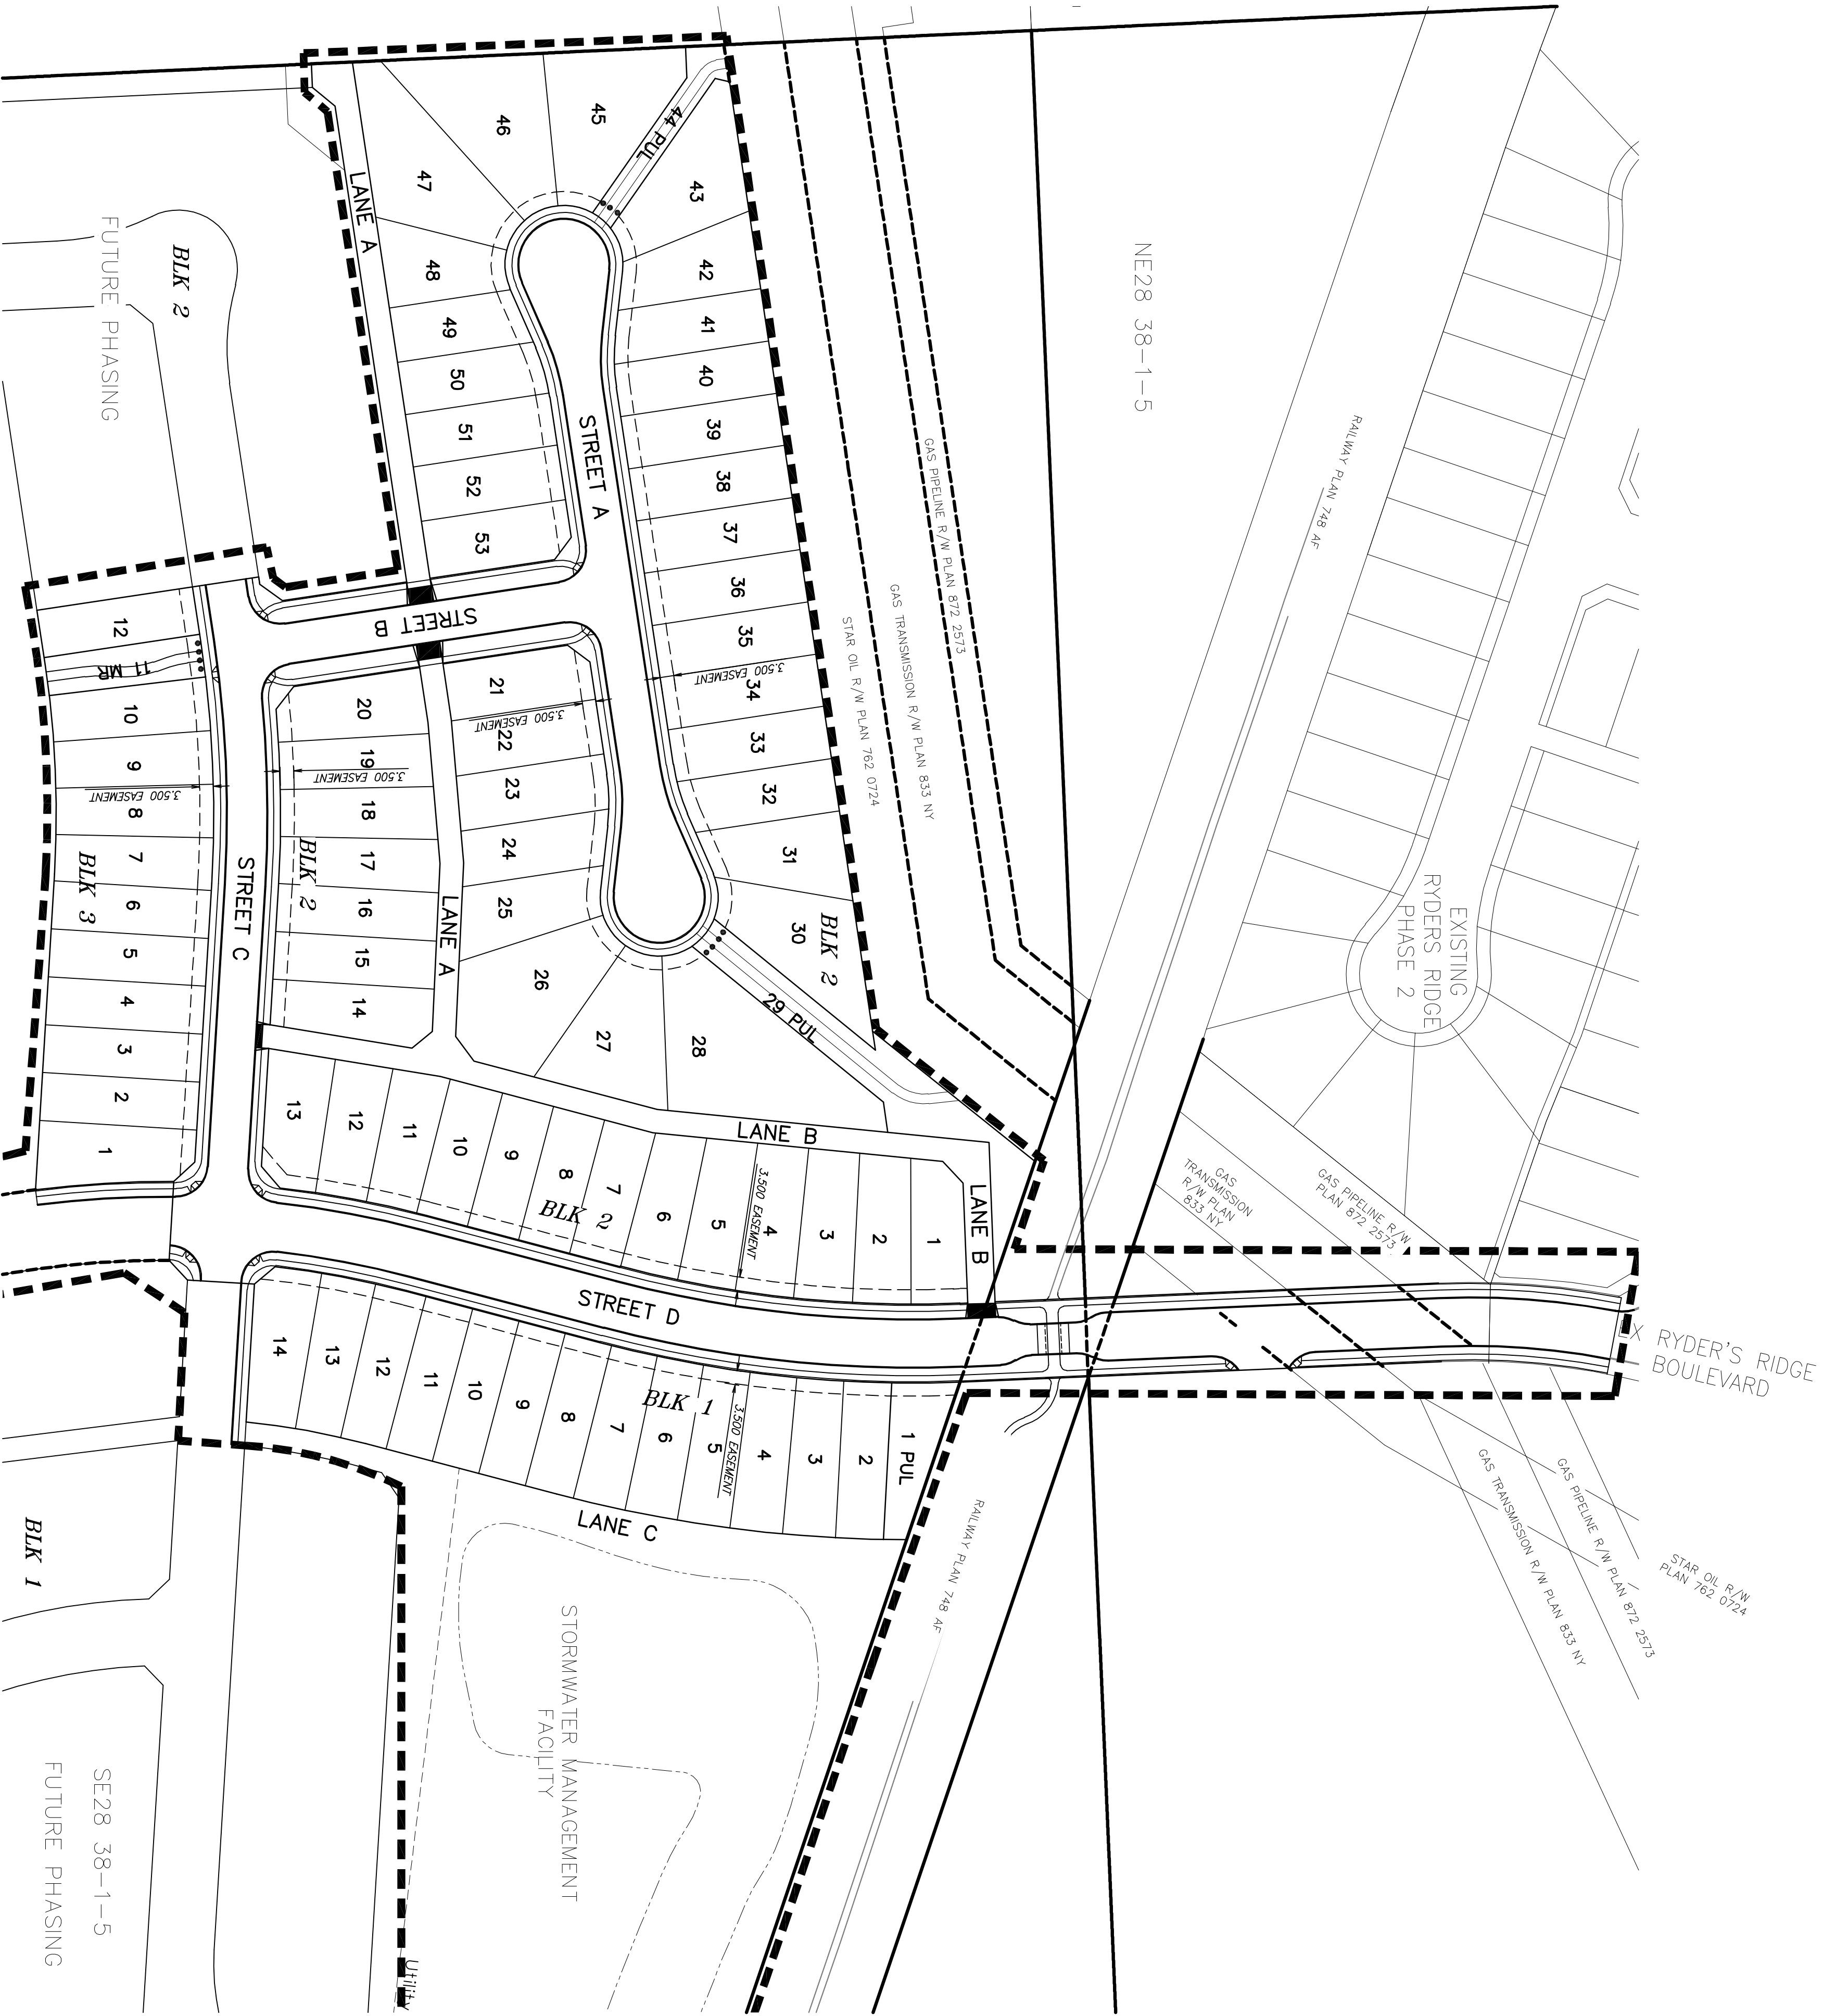 NE28 38-1-5
RAILWAY PLAN 748 AF
EXISTING
RYDERS RIDGE
PHASE 2
GAS PIPELINE R/W PLAN 872 2573
GAS TRANSMISSION R/W PLAN 833 NY
STAR OIL R/W PLAN 762 0724
GAS
TRANSMISSION
R/W PLAN
833 NY
GAS PIPELINE R/W
PLAN 872 2573
EX RYDER'S RIDGE
BOULEVARD
GAS TRANSMISSION R/W PLAN 833 NY
GAS PIPELINE R/W PLAN 872 2573
STAR OIL R/W
PLAN 762 0724
RAILWAY PLAN 748 AF
45
44 PUL
43
42
41
40
39
38
37
36
35
3.500 EASEMENT
34
33
32
31
30
BLK 2
29 PUL
46
47
48
49
50
51
52
53
LANE A
STREET A
STREET B
21
3.500 EASEMENT
22
23
24
25
26
27
28
LANE A
20
19
3.500 EASEMENT
18
17
16
15
14
BLK 2
STREET C
12
11 MR
10
9
3.500 EASEMENT
8
7
6
5
4
3
2
1
BLK 3
LANE B
LANE B
13
12
11
10
9
8
7
6
5
4
3.500 EASEMENT
3
2
1
BLK 2
STREET D
14
13
12
11
10
9
8
7
6
5
3.500 EASEMENT
4
3
2
1 PUL
BLK 1
LANE C
STORMWATER MANAGEMENT
FACILITY
BLK 2
FUTURE PHASING
BLK 1
SE28 38-1-5
FUTURE PHASING
Utility